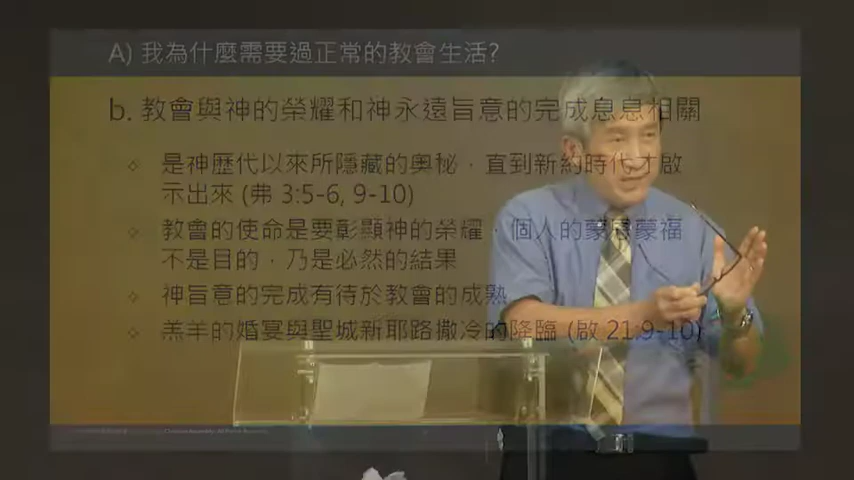 A) 我為什麼需要過正常的教會生活?
b. 教會與神的榮耀和神永遠旨意的完成息息相關
是神歷代以來所隱藏的奧秘，直到新約時代才啟
示出來 (弗 3:5-6, 9-10)
教會的使命是要彰顯神的榮耀，個人的蒙恩蒙福
不是目的，乃是必然的結果
神旨意的完成有待於教會的成熟
羔羊的婚宴與聖城新耶路撒冷的降臨 (啟 21:9-10)